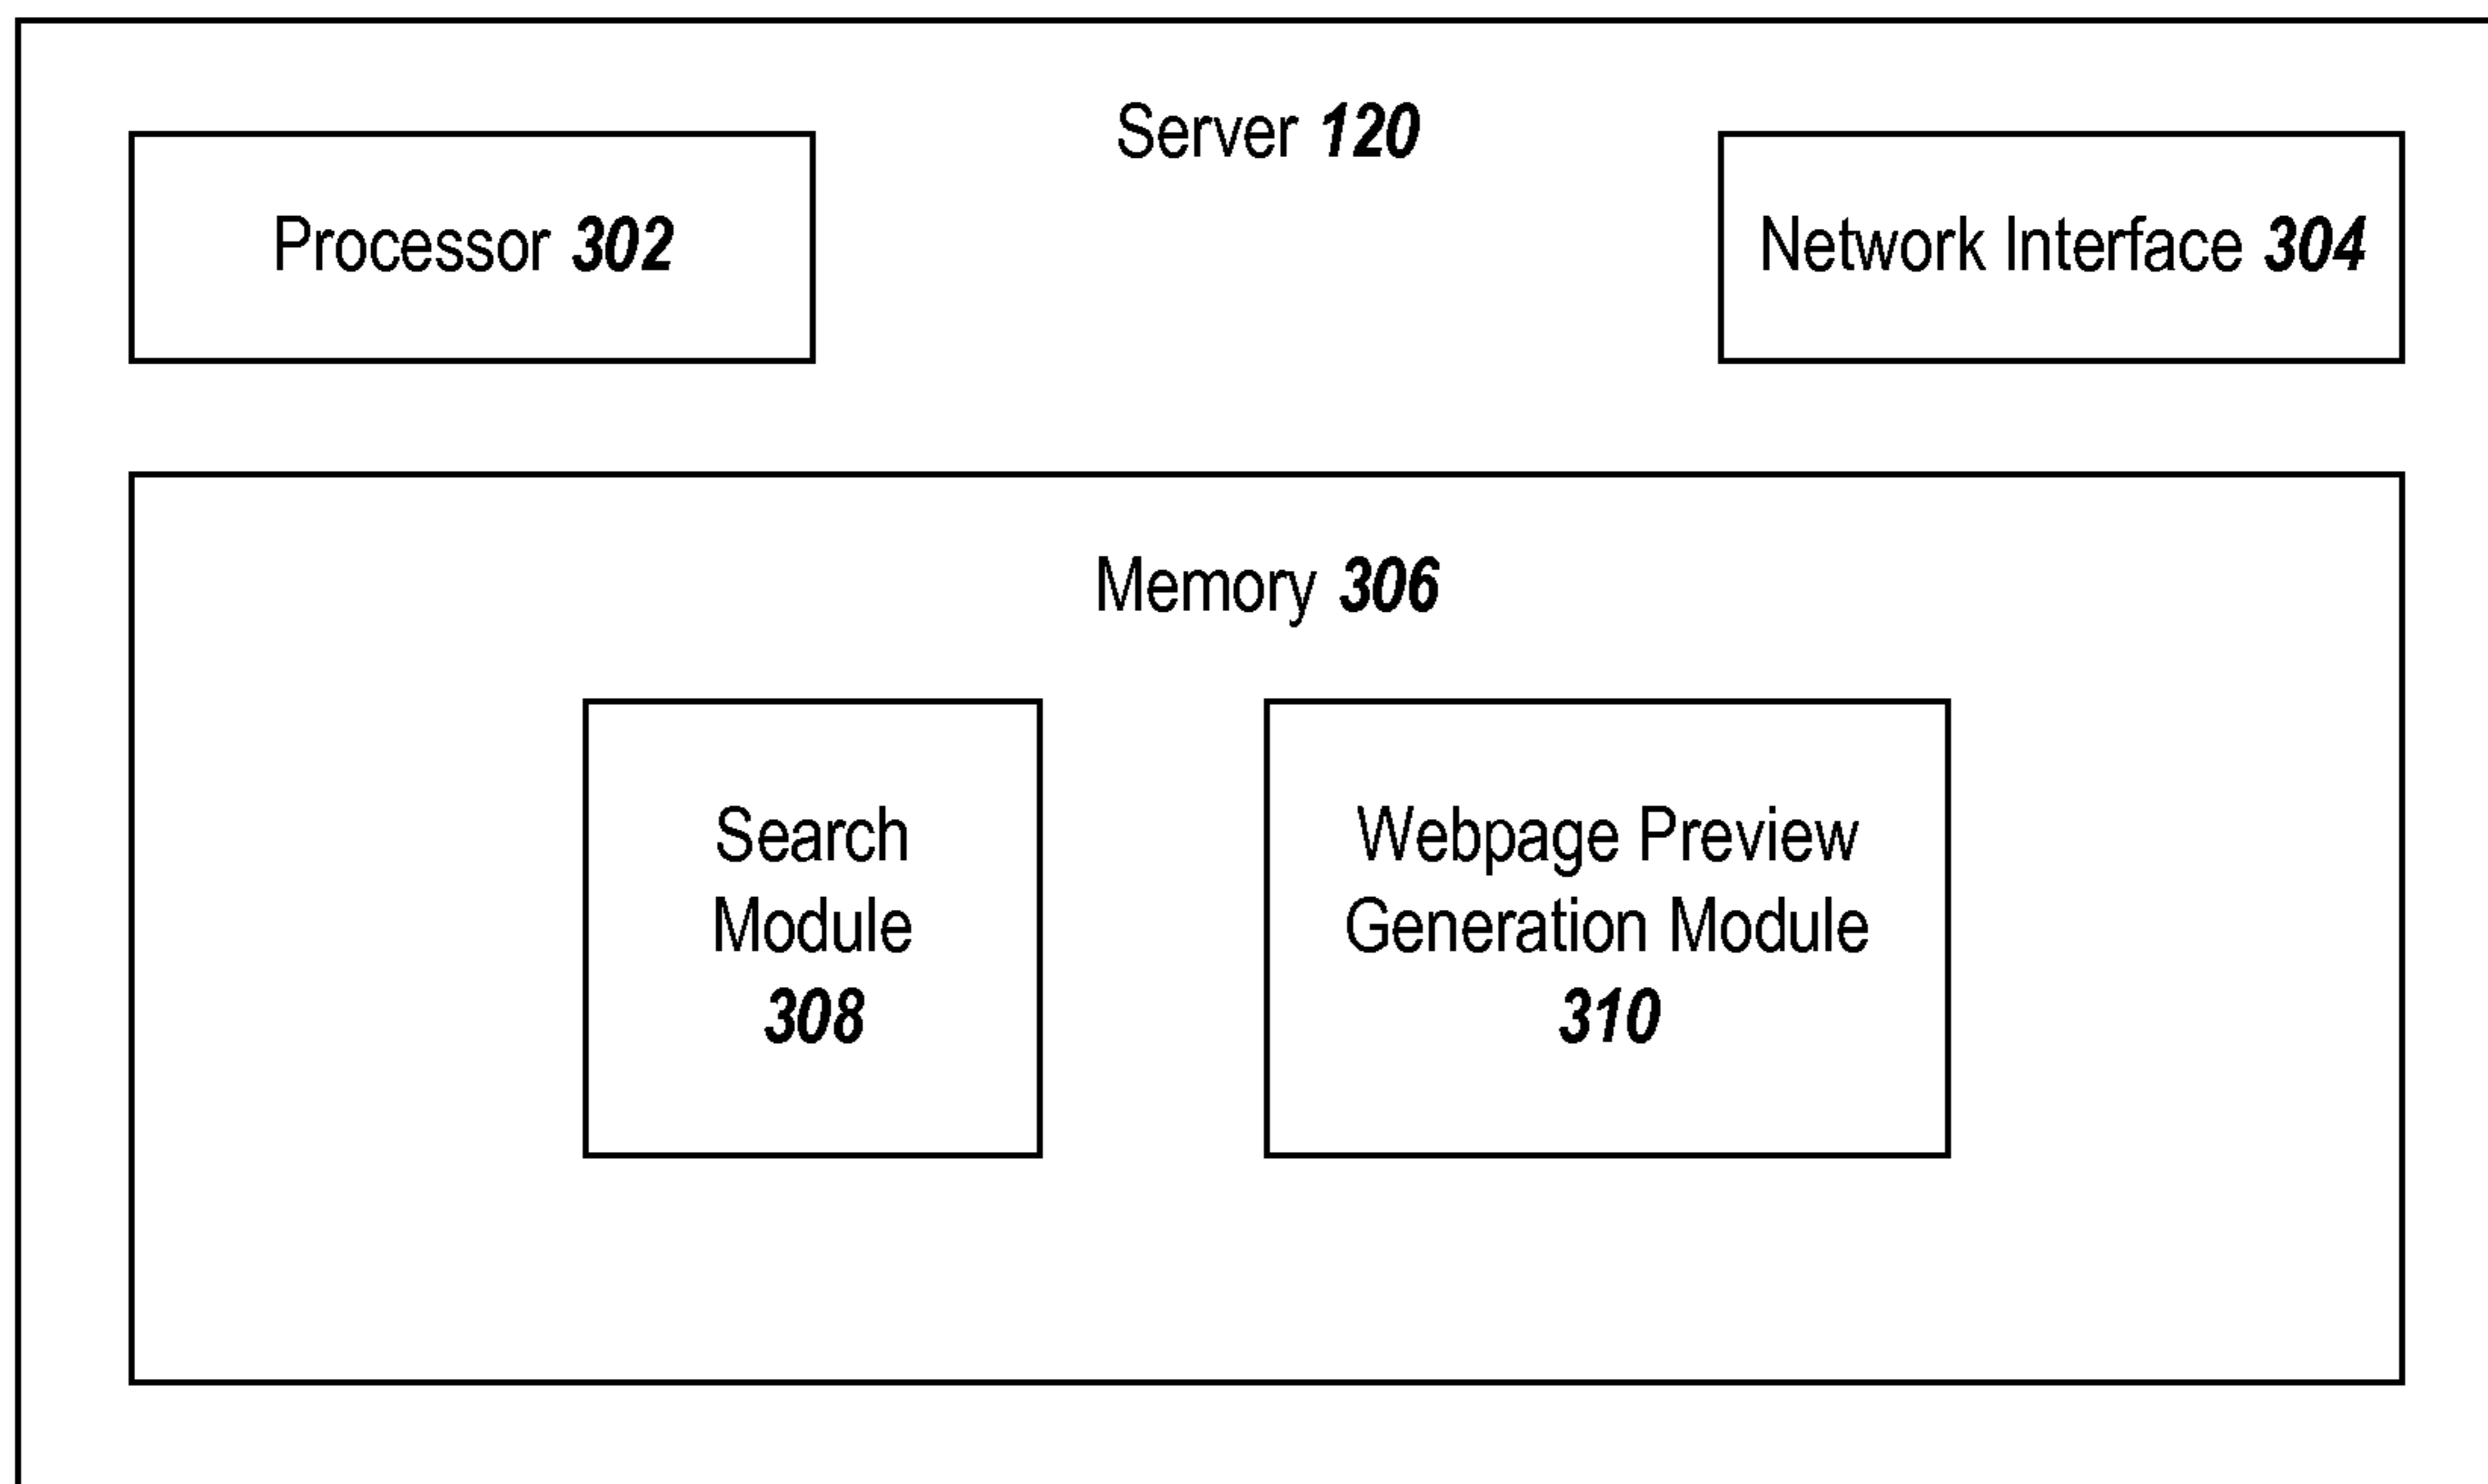 Server 120
Processor 302
Network Interface 304
Memory 306
Search
Module
308
Webpage Preview
Generation Module
310